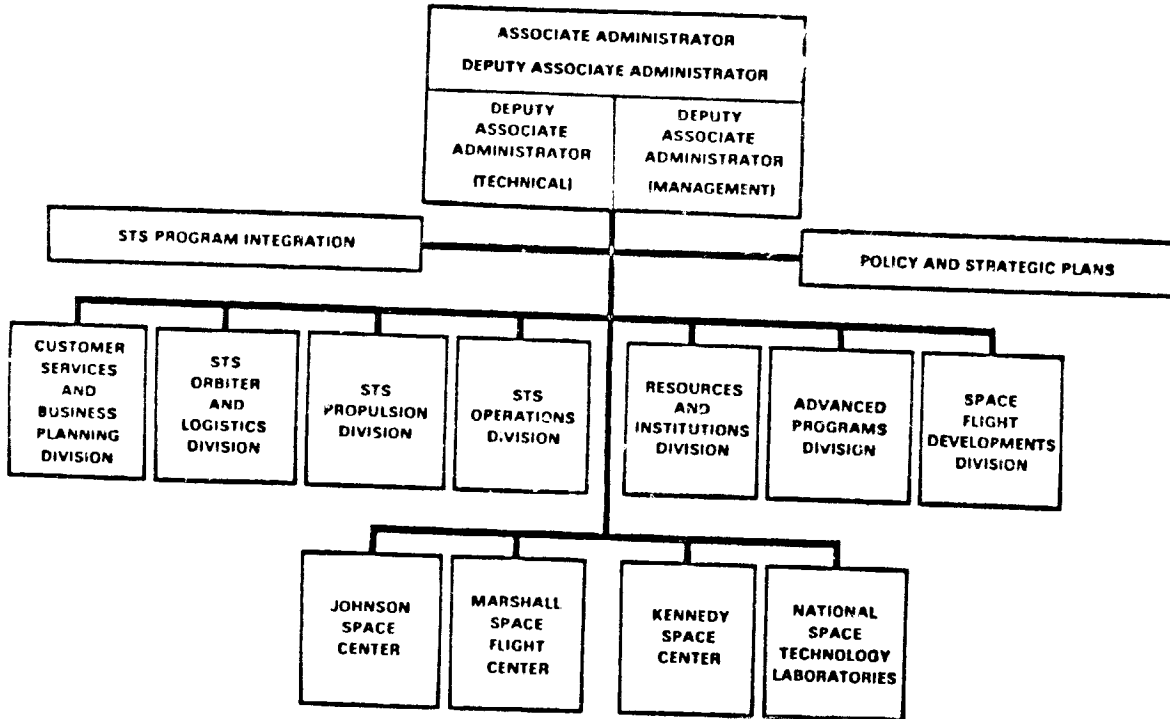 ASSOCIATE ADMINISTRATOR
DEPUTY ASSOCIATE ADMINISTRATOR
DEPUTY
ASSOCIATE
ADMINISTRATOR
(TECHNICAL)
DEPUTY
ASSOCIATE
ADMINISTRATOR
(MANAGEMENT)
STS PROGRAM INTEGRATION
POLICY AND STRATEGIC PLANS
CUSTOMER
SERVICES
AND
BUSINESS
PLANNING
DIVISION
STS
ORBITER
AND
LOGISTICS
DIVISION
STS
PROPULSION
DIVISION
STS
OPERATIONS
DIVISION
RESOURCES
AND
INSTITUTIONS
DIVISION
ADVANCED
PROGRAMS
DIVISION
SPACE
FLIGHT
DEVELOPMENTS
DIVISION
JOHNSON
SPACE
CENTER
MARSHALL
SPACE
FLIGHT
CENTER
KENNEDY
SPACE
CENTER
NATIONAL
SPACE
TECHNOLOGY
LABORATORIES